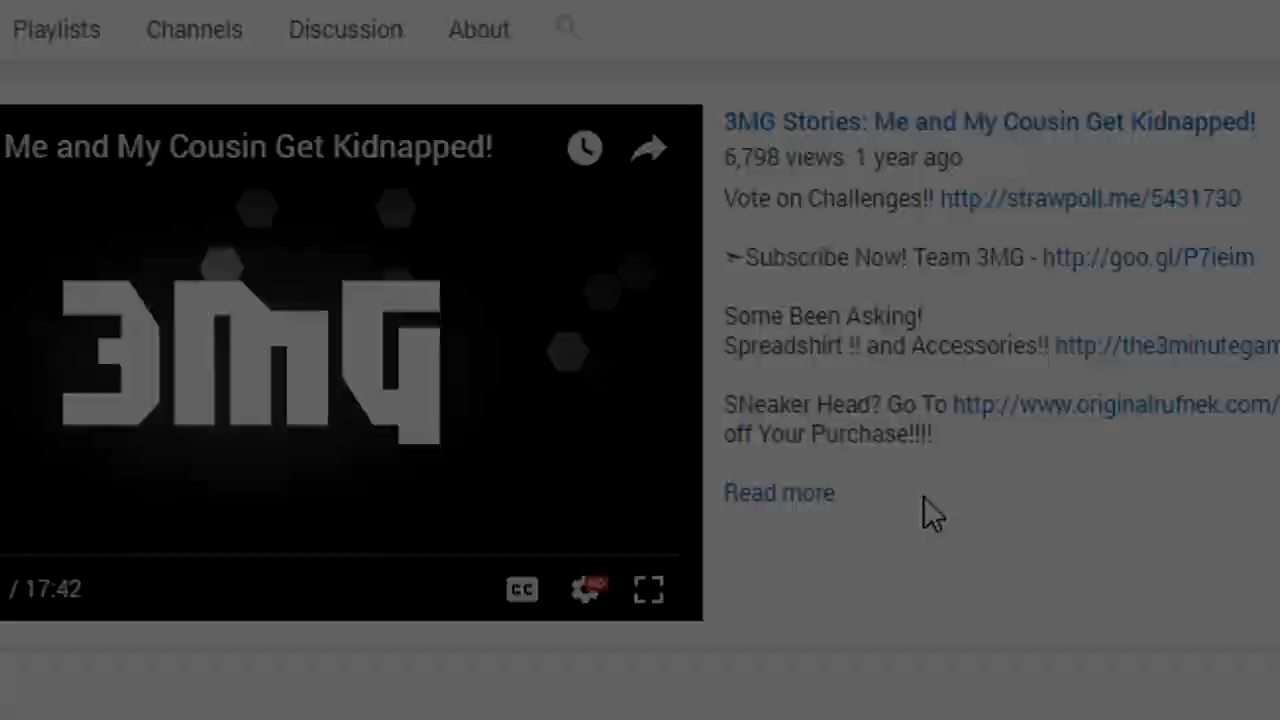 Playlists Channels Discussion About
Me and My Cousin Get Kidnapped!
3MG
/ 17:42
CC
HD
3MG Stories: Me and My Cousin Get Kidnapped!
6,798 views 1 year ago
Vote on Challenges!! http://strawpoll.me/5431730
➣Subscribe Now! Team 3MG - http://goo.gl/P7ieim
Some Been Asking!
Spreadshirt !! and Accessories!! http://the3minutegam
SNeaker Head? Go To http://www.originalrufnek.com/
off Your Purchase!!!!
Read more